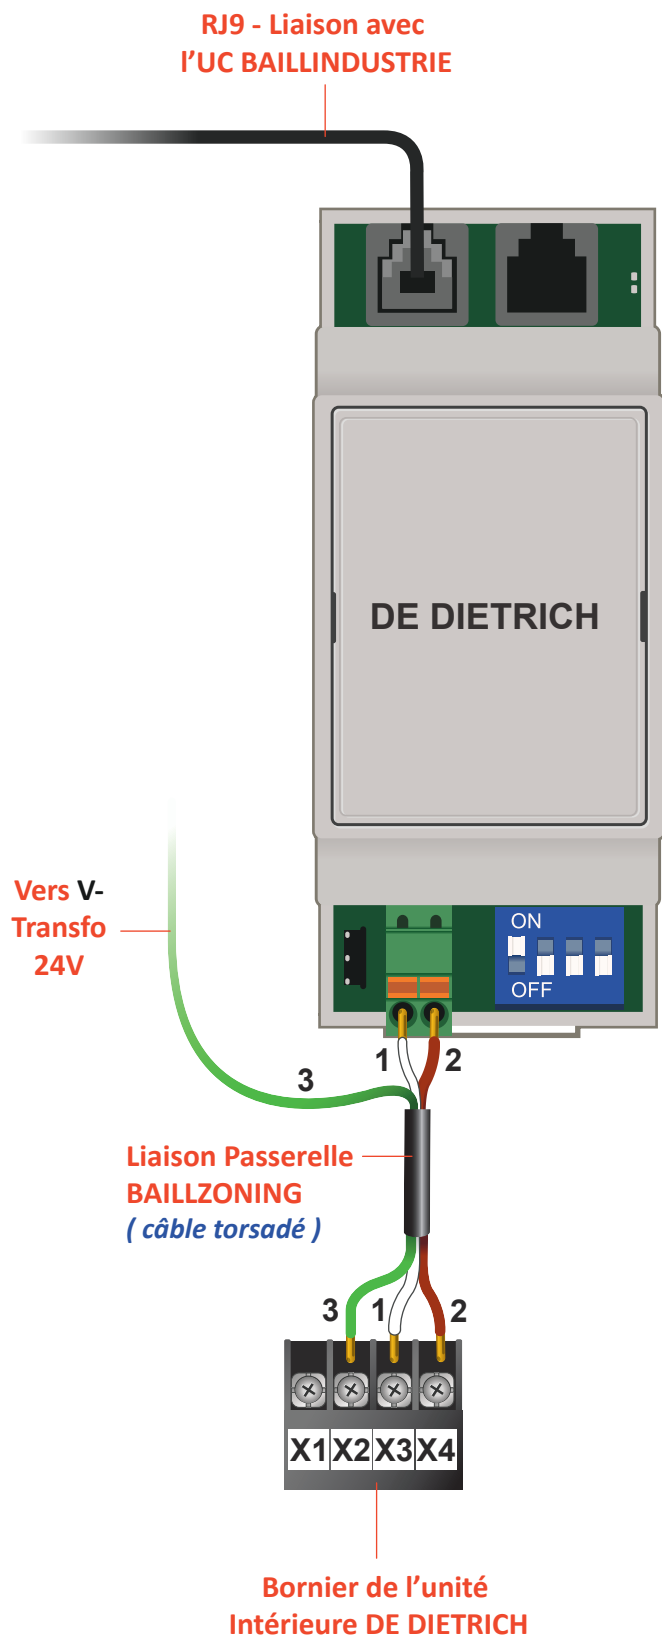 RJ9 - Liaison avec
l'UC BAILLINDUSTRIE
DE DIETRICH
Vers V-
Transfo
24V
ON
OFF
1
2
3
Liaison Passerelle
BAILLZONING
( câble torsadé )
3
1
2
X1
X2
X3
X4
Bornier de l'unité
Intérieure DE DIETRICH